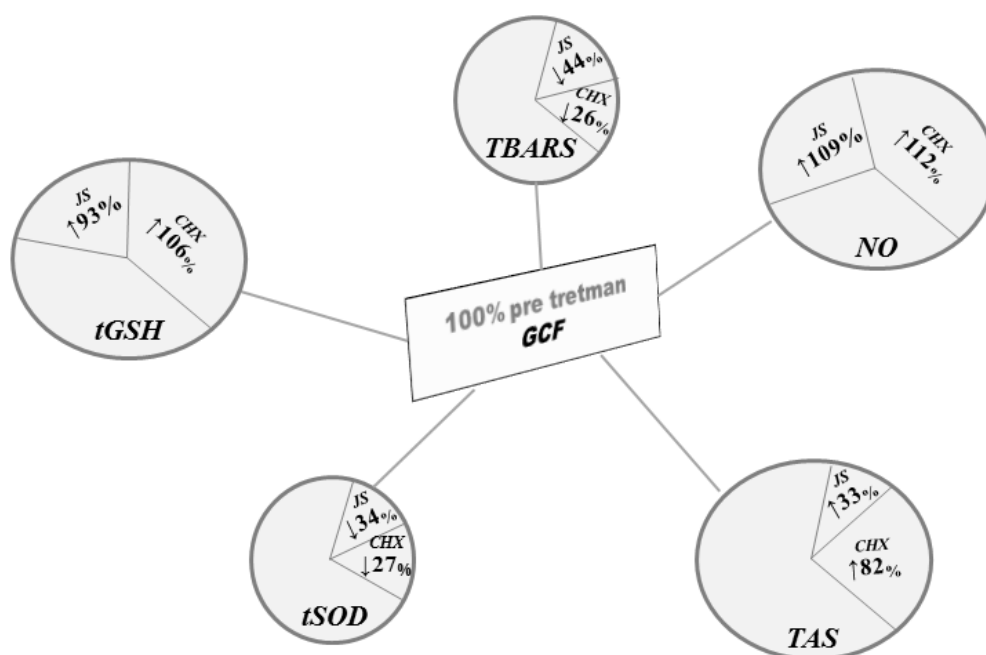 JS
↓44%
CHX
↓26%
TBARS
JS
↑109%
CHX
↑112%
NO
JS
↑93%
CHX
↑106%
tGSH
100% pre tretman
GCF
JS
↓34%
CHX
↓27%
tSOD
JS
↑33%
CHX
↑82%
TAS